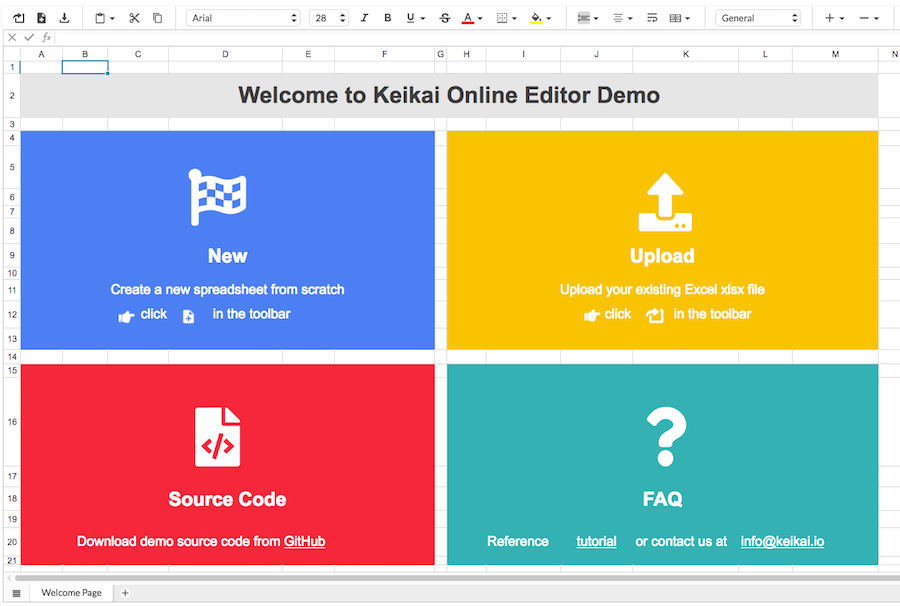 Arial 28 I B U S A General
fx
A B C D E F G H I J K L M N
1
2 Welcome to Keikai Online Editor Demo
3
4
5
6
7
8
9 New Upload
10
11 Create a new spreadsheet from scratch Upload your existing Excel xlsx file
12 click in the toolbar click in the toolbar
13
14
15
16
17
18 Source Code FAQ
19
20 Download demo source code from GitHub Reference tutorial or contact us at info@keikai.io
21
Welcome Page +